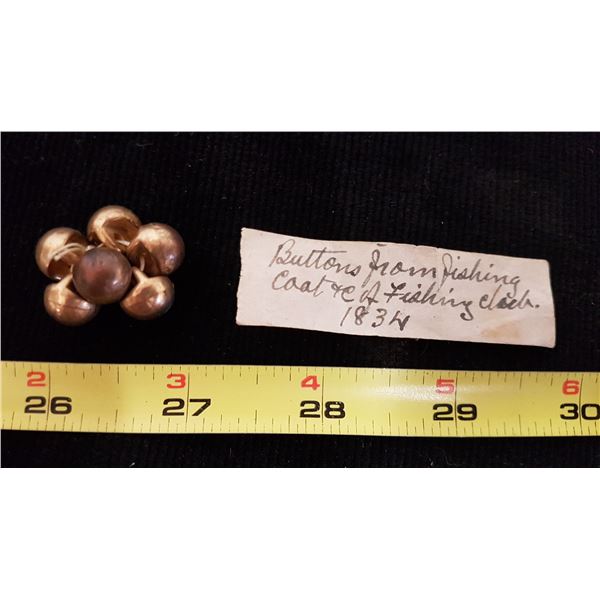 Buttons from fishing
Coat & C A Fishing club.
1834
2 3 4 5 6
26 27 28 29 30